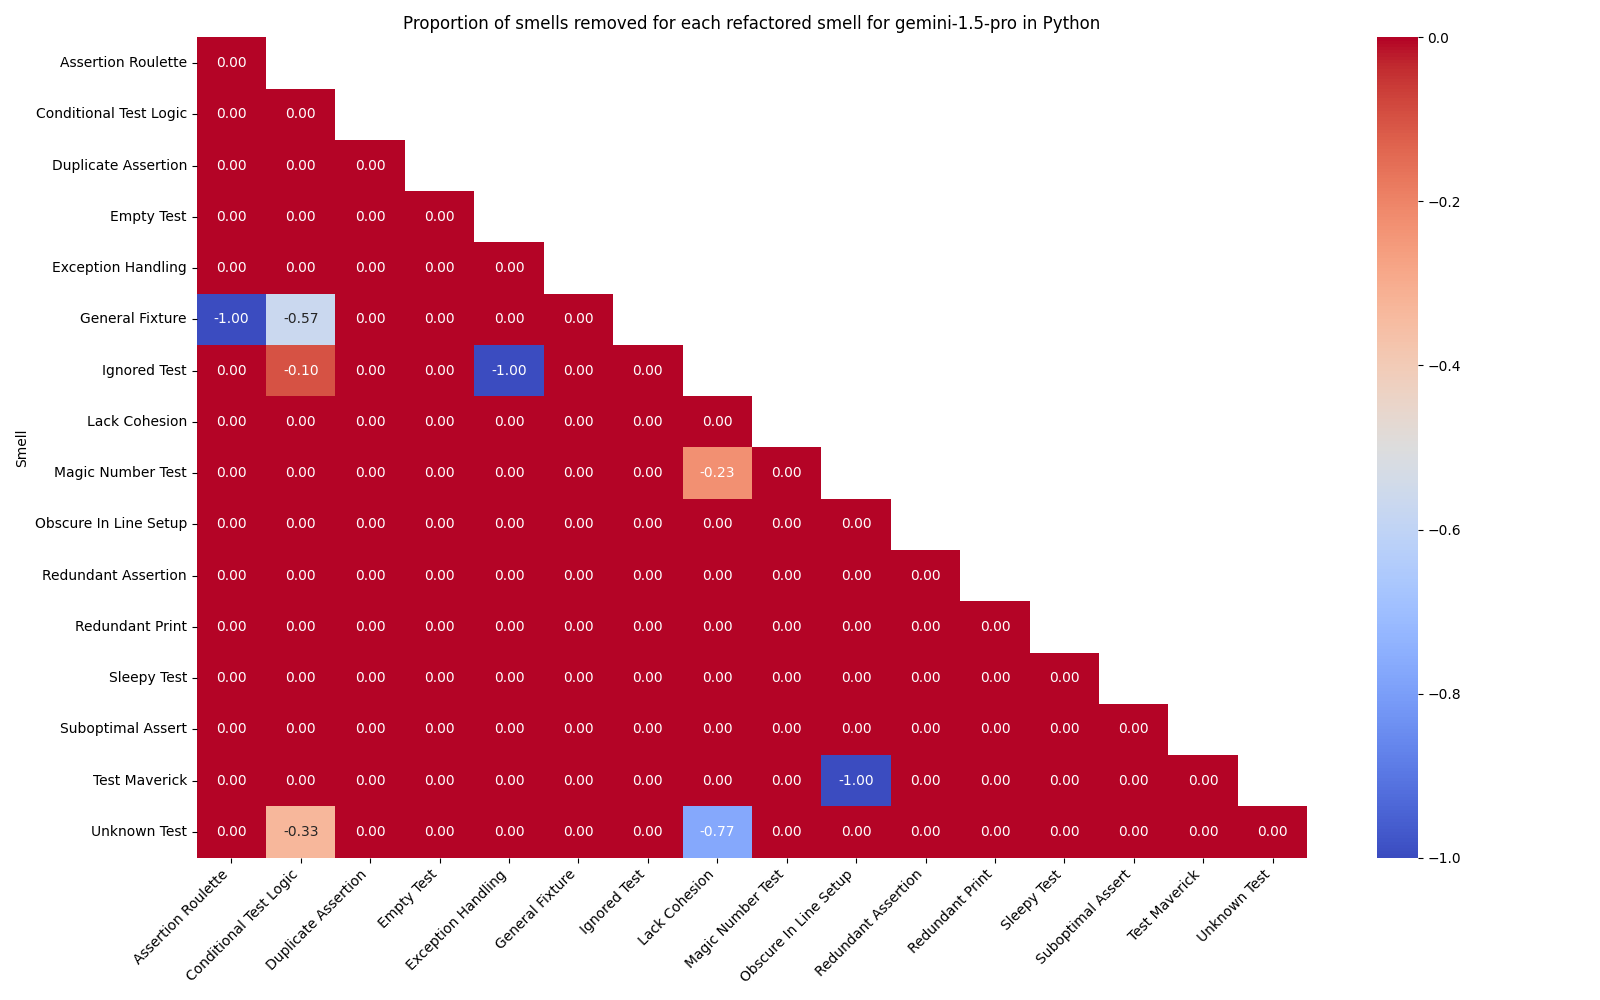 Proportion of smells removed for each refactored smell for gemini-1.5-pro in Python
Smell
Assertion Roulette 0.00
Conditional Test Logic 0.00 0.00
Duplicate Assertion 0.00 0.00 0.00
Empty Test 0.00 0.00 0.00 0.00
Exception Handling 0.00 0.00 0.00 0.00 0.00
General Fixture -1.00 -0.57 0.00 0.00 0.00 0.00
Ignored Test 0.00 -0.10 0.00 0.00 -1.00 0.00 0.00
Lack Cohesion 0.00 0.00 0.00 0.00 0.00 0.00 0.00 0.00
Magic Number Test 0.00 0.00 0.00 0.00 0.00 0.00 0.00 -0.23 0.00
Obscure In Line Setup 0.00 0.00 0.00 0.00 0.00 0.00 0.00 0.00 0.00 0.00
Redundant Assertion 0.00 0.00 0.00 0.00 0.00 0.00 0.00 0.00 0.00 0.00 0.00
Redundant Print 0.00 0.00 0.00 0.00 0.00 0.00 0.00 0.00 0.00 0.00 0.00 0.00
Sleepy Test 0.00 0.00 0.00 0.00 0.00 0.00 0.00 0.00 0.00 0.00 0.00 0.00 0.00
Suboptimal Assert 0.00 0.00 0.00 0.00 0.00 0.00 0.00 0.00 0.00 0.00 0.00 0.00 0.00 0.00
Test Maverick 0.00 0.00 0.00 0.00 0.00 0.00 0.00 0.00 0.00 -1.00 0.00 0.00 0.00 0.00 0.00
Unknown Test 0.00 -0.33 0.00 0.00 0.00 0.00 0.00 -0.77 0.00 0.00 0.00 0.00 0.00 0.00 0.00 0.00
Assertion Roulette
Conditional Test Logic
Duplicate Assertion
Empty Test
Exception Handling
General Fixture
Ignored Test
Lack Cohesion
Magic Number Test
Obscure In Line Setup
Redundant Assertion
Redundant Print
Sleepy Test
Suboptimal Assert
Test Maverick
Unknown Test
0.0
−0.2
−0.4
−0.6
−0.8
−1.0